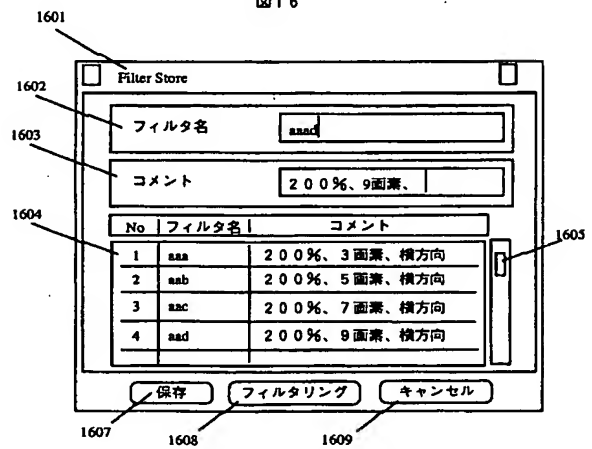 図16
1601
Filter Store
1602
フィルタ名
aaad
1603
コメント
200%、9画素、
1604
No フィルタ名 コメント
1605
1 aaa 200%、3画素、横方向
2 aab 200%、5画素、横方向
3 aac 200%、7画素、横方向
4 aad 200%、9画素、横方向
保存 フィルタリング キャンセル
1607
1608
1609